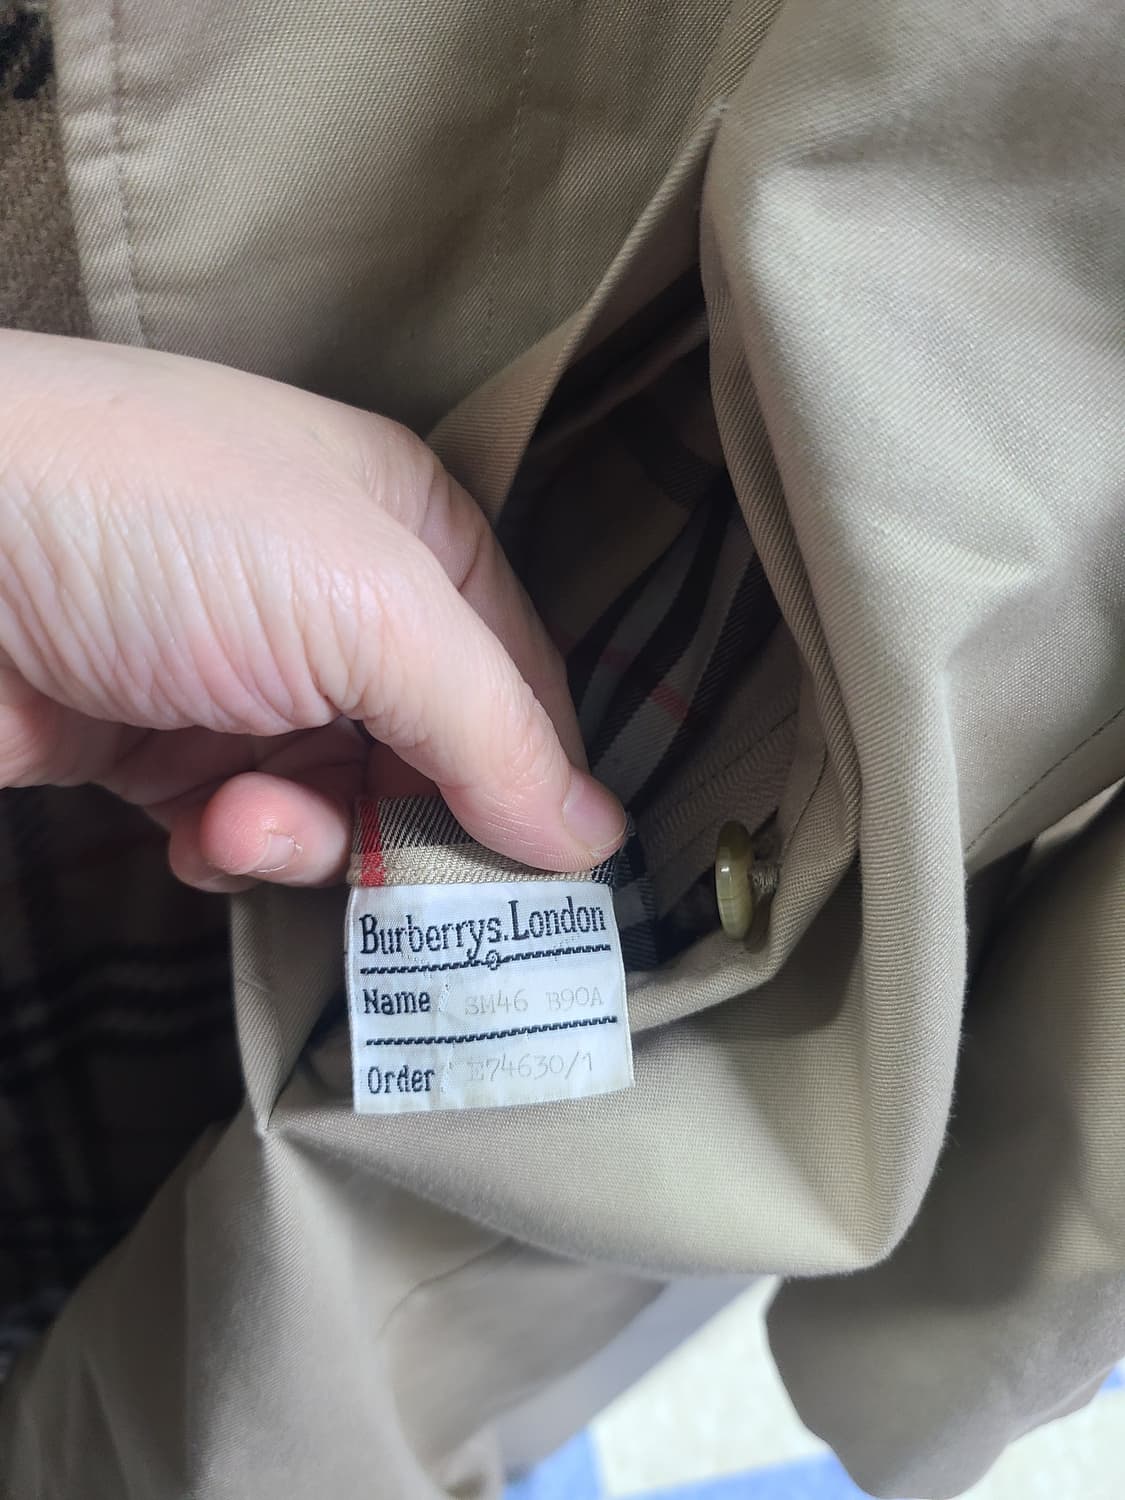 Burberrys. London
Name SM46 B90A
Order E74630/1